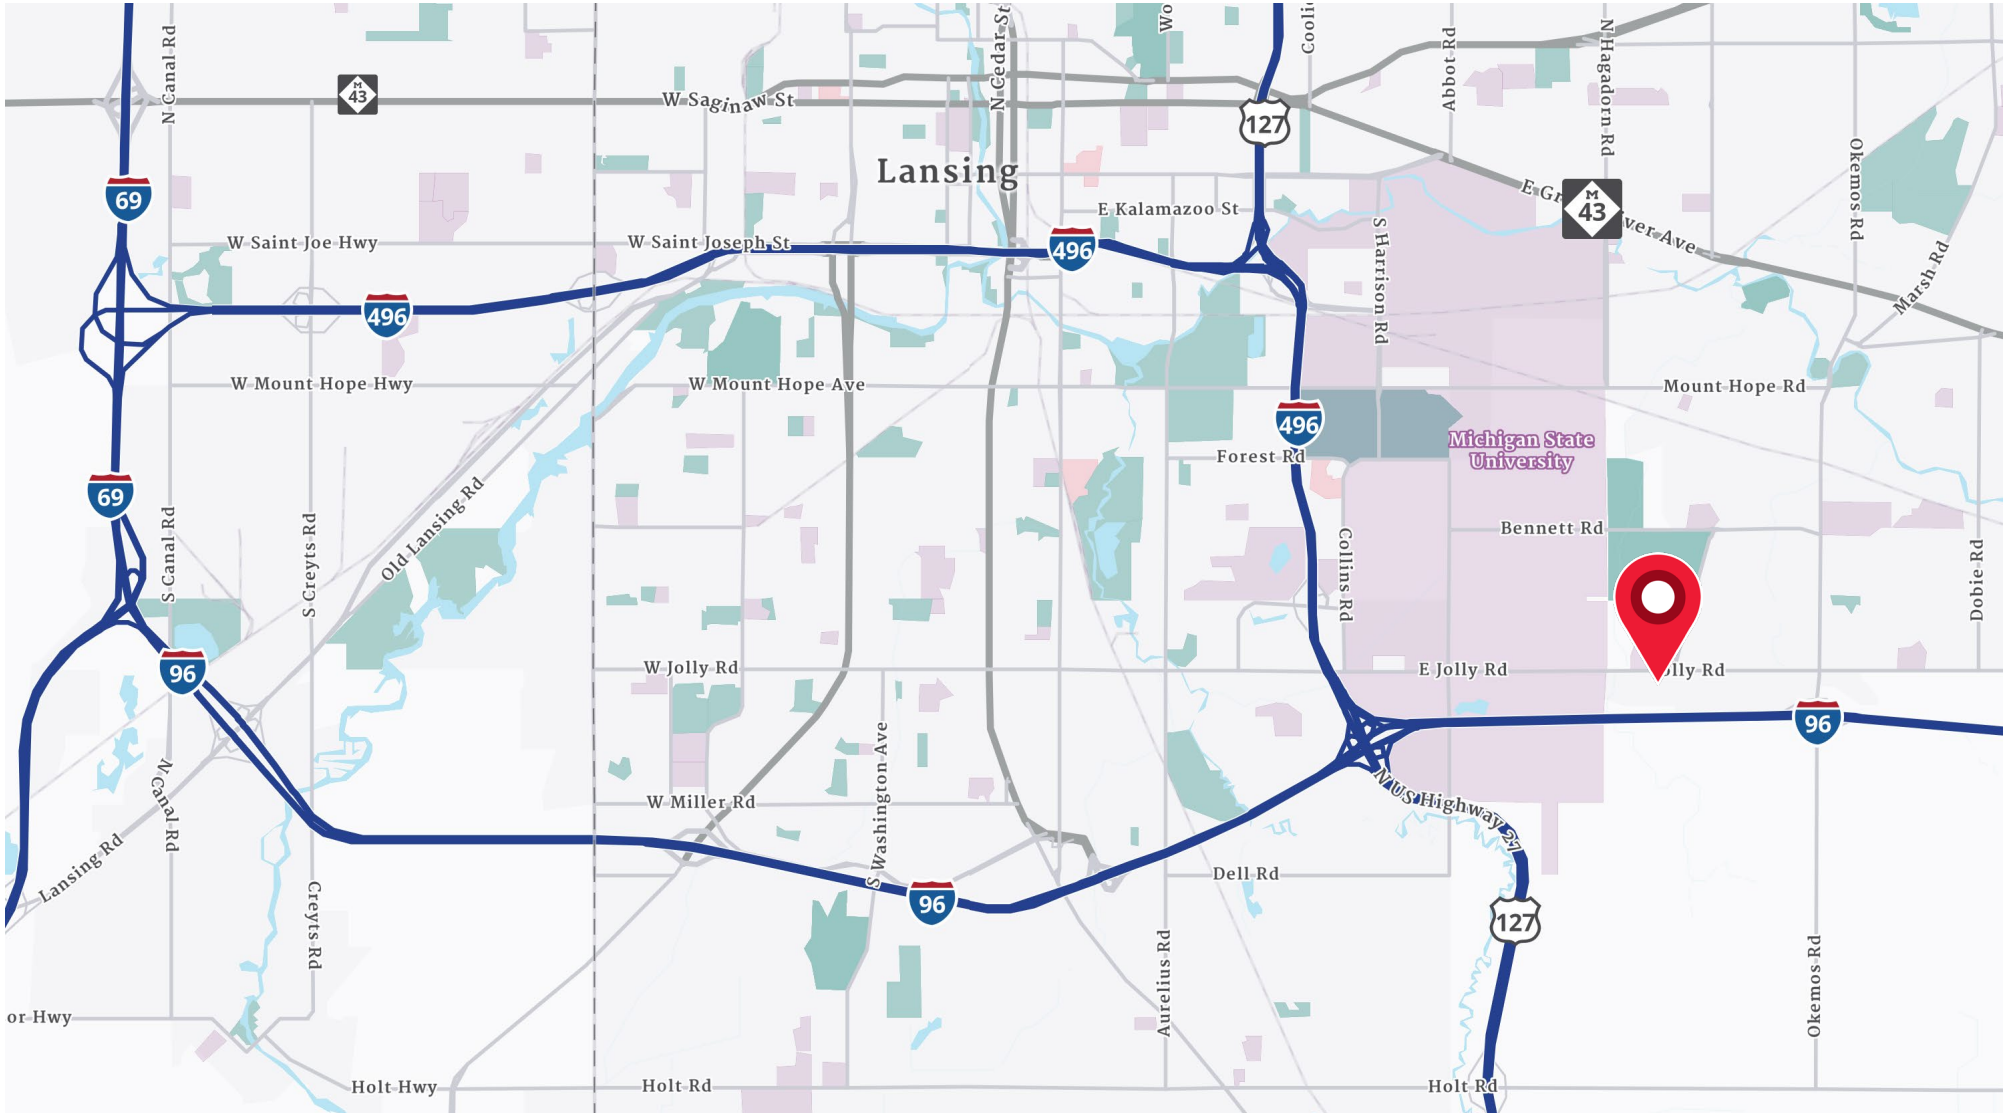 N Canal Rd
M
43
W Saginaw St
N Cedar St
Wo
127
Coolid
Abbot Rd
N Hagadorn Rd
Okemos Rd
69
Lansing
E Kalamazoo St
E Gr
M
43
ver Ave
Marsh Rd
W Saint Joe Hwy
W Saint Joseph St
496
496
S Harrison Rd
W Mount Hope Hwy
W Mount Hope Ave
Mount Hope Rd
496
Michigan State
University
Forest Rd
69
S Canal Rd
S Creyts Rd
Old Lansing Rd
Collins Rd
Bennett Rd
Dobie Rd
96
W Jolly Rd
E Jolly Rd
olly Rd
96
N Canal Rd
W Miller Rd
S Washington Ave
N US Highway 27
Lansing Rd
Creyts Rd
96
Dell Rd
127
Aurelius Rd
Okemos Rd
or Hwy
Holt Hwy
Holt Rd
Holt Rd